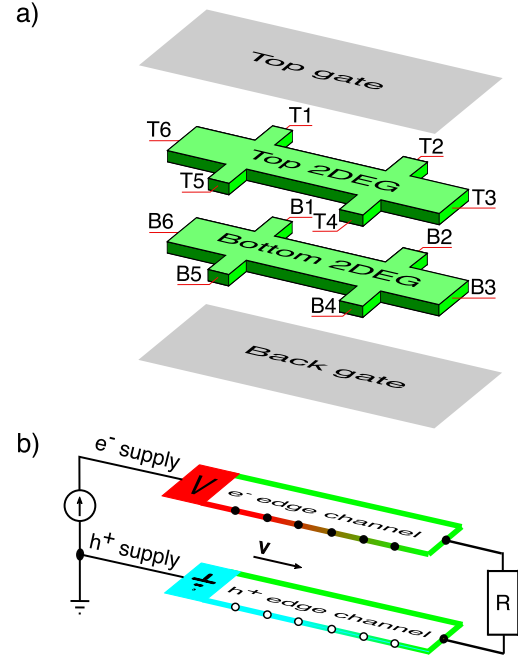 a)
Top gate
T1
T6
T2
Top 2DEG
T5
T3
B1
T4
B6
B2
Bottom 2DEG
B5
B3
B4
Back gate
b)
e- supply
V
e- edge channel
h+ supply
v
R
h+ edge channel